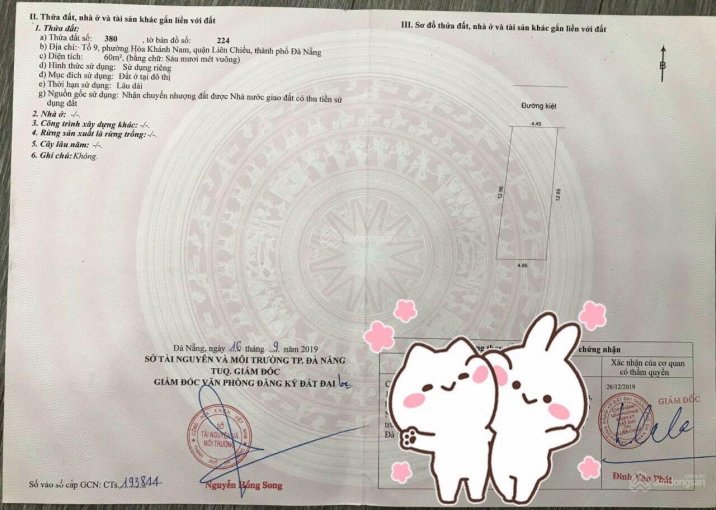 II. Thửa đất, nhà ở và tài sản khác gắn liền với đất
1. Thửa đất:
a) Thửa đất số: 380 , tờ bản đồ số: 224
b) Địa chỉ: Tổ 9, phường Hòa Khánh Nam, quận Liên Chiểu, thành phố Đà Nẵng
c) Diện tích: 60m², (bằng chữ: Sáu mươi mét vuông)
d) Hình thức sử dụng: Sử dụng riêng
đ) Mục đích sử dụng: Đất ở tại đô thị
e) Thời hạn sử dụng: Lâu dài
g) Nguồn gốc sử dụng: Nhận chuyển nhượng đất được Nhà nước giao đất có thu tiền sử
dụng đất
2. Nhà ở: -/-
3. Công trình xây dựng khác: -/-
4. Rừng sản xuất là rừng trồng: -/-
5. Cây lâu năm: -/-
6. Ghi chú: Không.
Đà Nẵng, ngày 16 tháng 9 năm 2019
SỞ TÀI NGUYÊN VÀ MÔI TRƯỜNG TP. ĐÀ NẴNG
TUQ. GIÁM ĐỐC
GIÁM ĐỐC VĂN PHÒNG ĐĂNG KÝ ĐẤT ĐAI
SỞ
TÀI NGUYÊN VÀ
MÔI TRƯỜNG
Nguyễn Hồng Song
Số vào sổ cấp GCN: CTs 193844
III. Sơ đồ thửa đất, nhà ở và tài sản khác gắn liền với đất
B
Đường kiệt
4.45
12.90
12.89
4.86
chứng nhận
Xác nhận của cơ quan
có thẩm quyền
26/12/2019
GIÁM ĐỐC
Đinh Văn Phát
Batdongsan